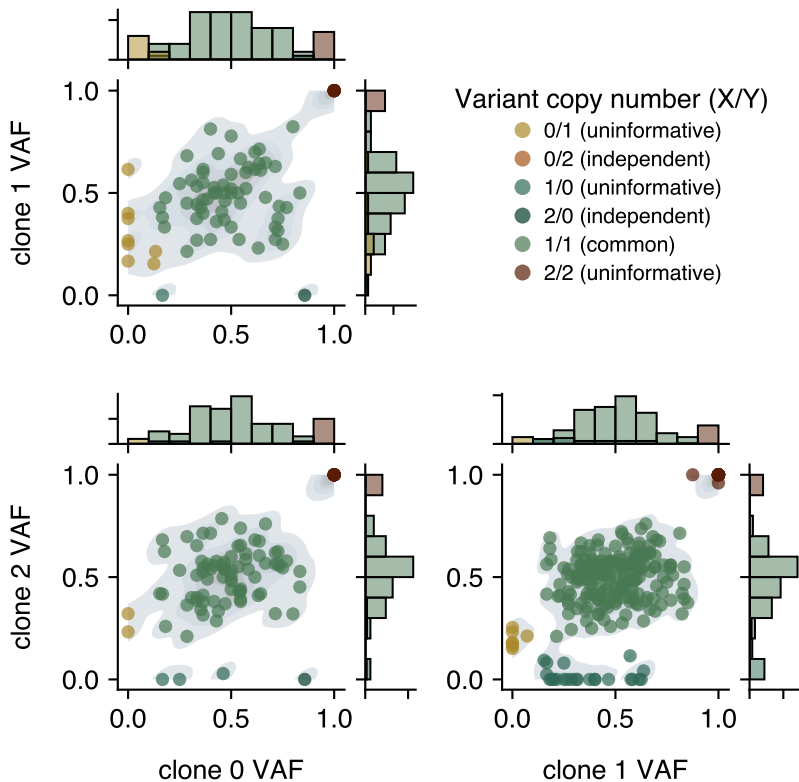 Variant copy number (X/Y)
0/1 (uninformative)
0/2 (independent)
1/0 (uninformative)
2/0 (independent)
1/1 (common)
2/2 (uninformative)
clone 1 VAF
1.0
0.5
0.0
0.0 0.5 1.0
clone 2 VAF
1.0
0.5
0.0
0.0 0.5 1.0
clone 0 VAF
1.0
0.5
0.0
0.0 0.5 1.0
clone 1 VAF